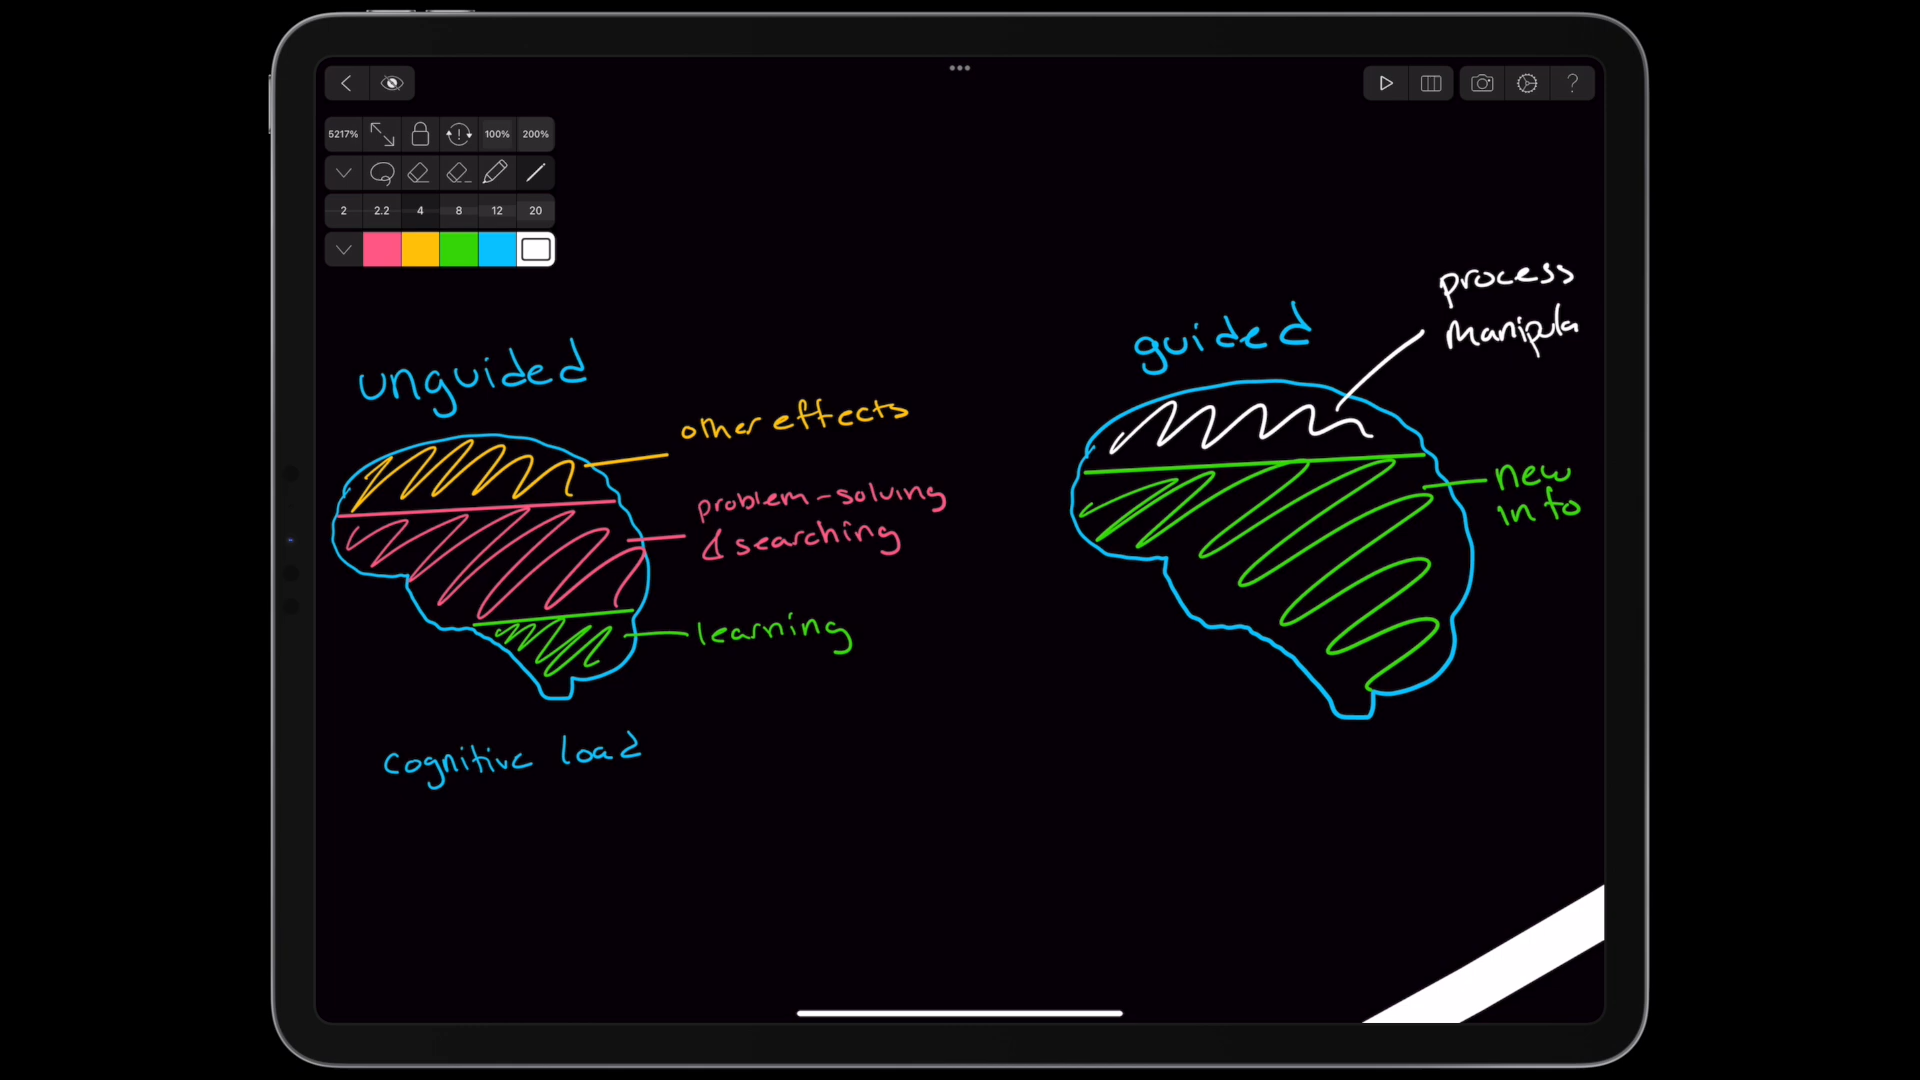 5217%
100%
200%
2
2.2
4
8
12
20
?
unguided
other effects
problem-solving
& searching
learning
cognitive load
guided
process
manipula
new
info